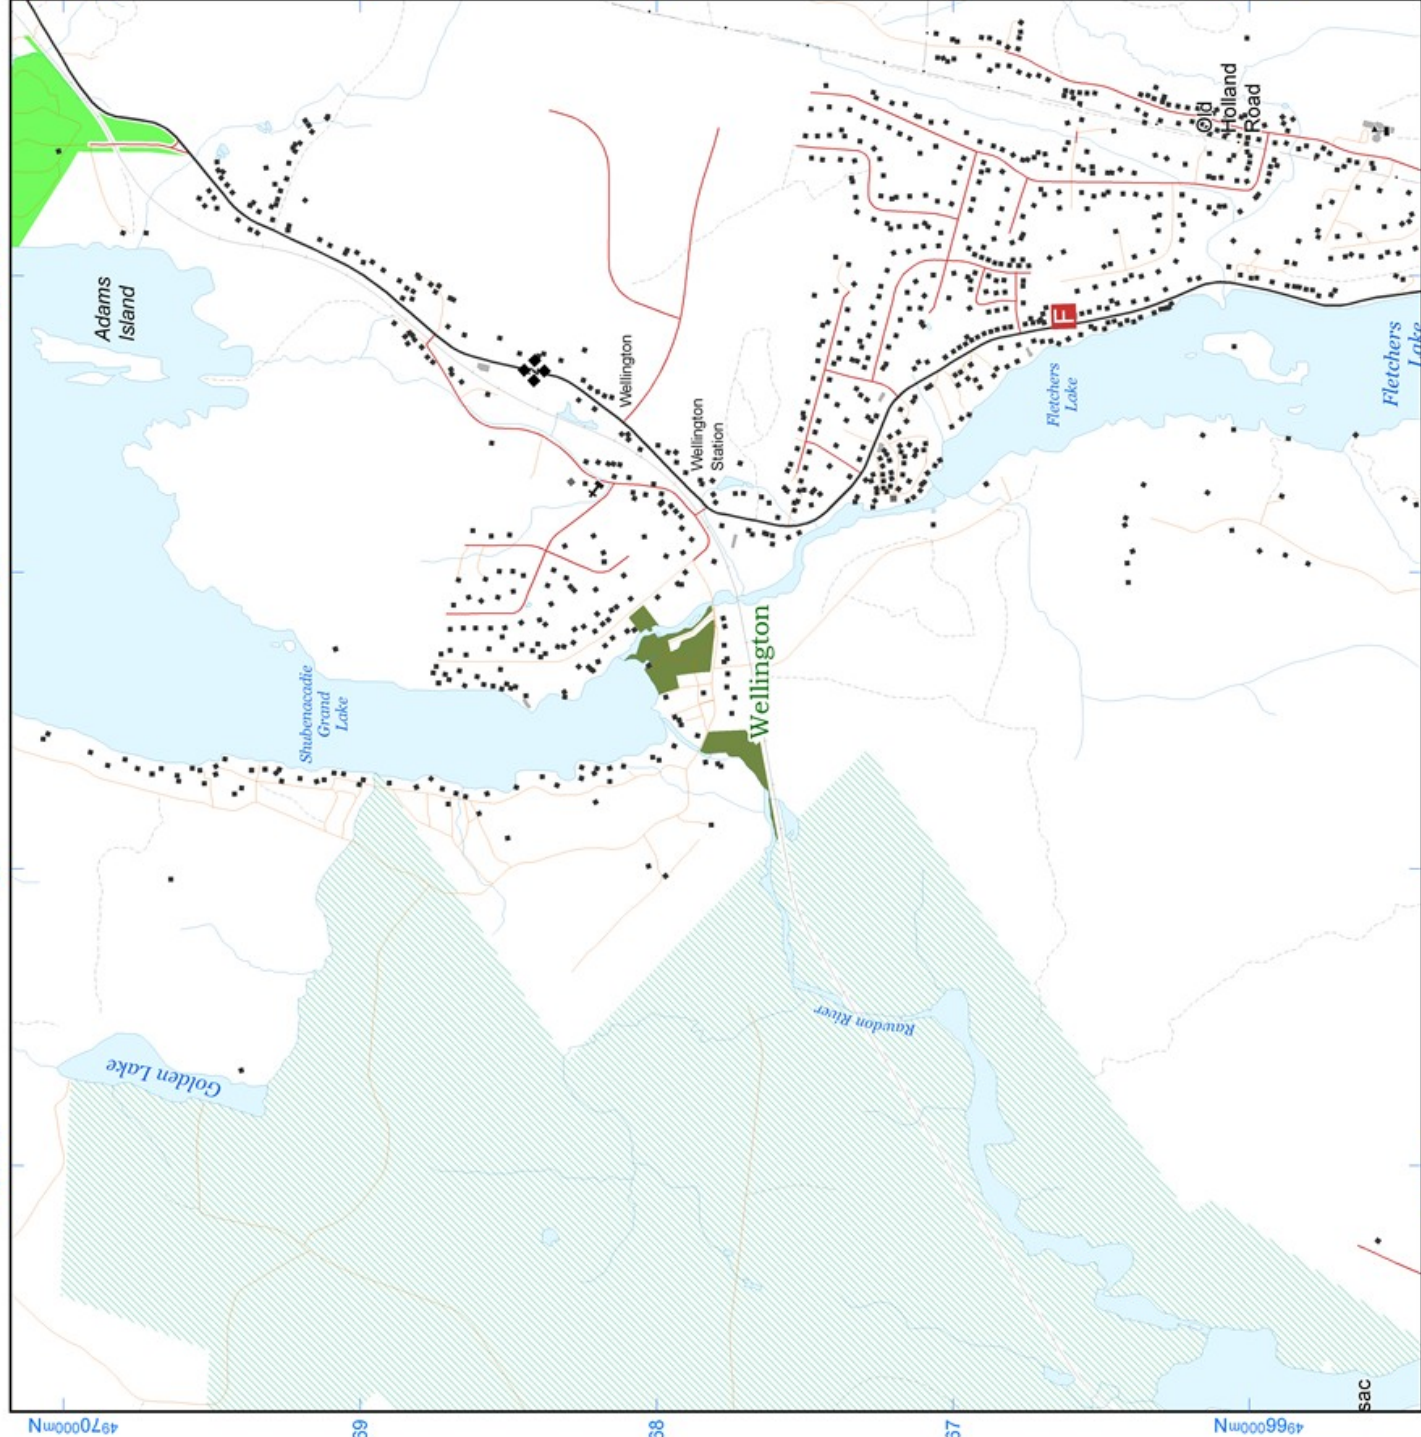 Adams
Island
Old
Holland
Road
F
Wellington
Wellington
Station
Fletchers
Lake
Fletchers
Lake
Wellington
Shubenacadie
Grand
Lake
Rawdon River
Golden Lake
sac
4970000mN
69
68
67
4966000mN